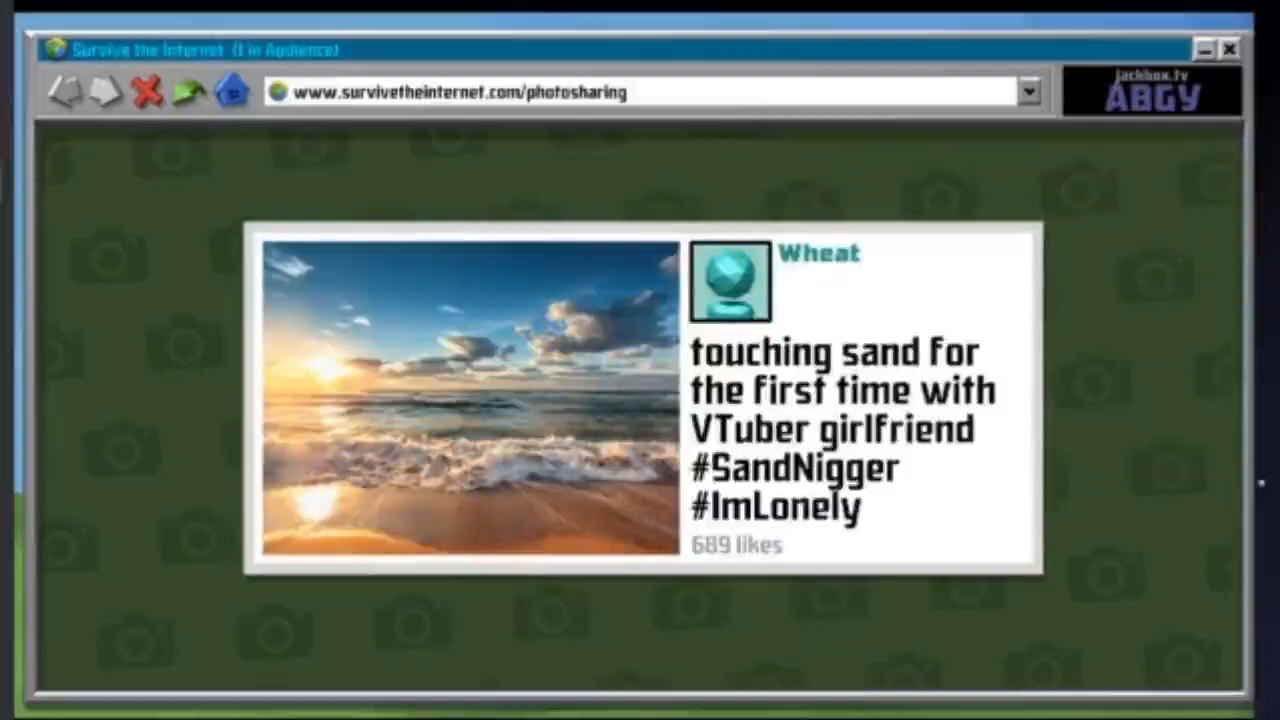 Survive the Internet (1 in Audience)
www.survivetheinternet.com/photosharing
jackbox.tv
ABGY
Wheat
touching sand for
the first time with
VTuber girlfriend
#SandNigger
#ImLonely
689 likes